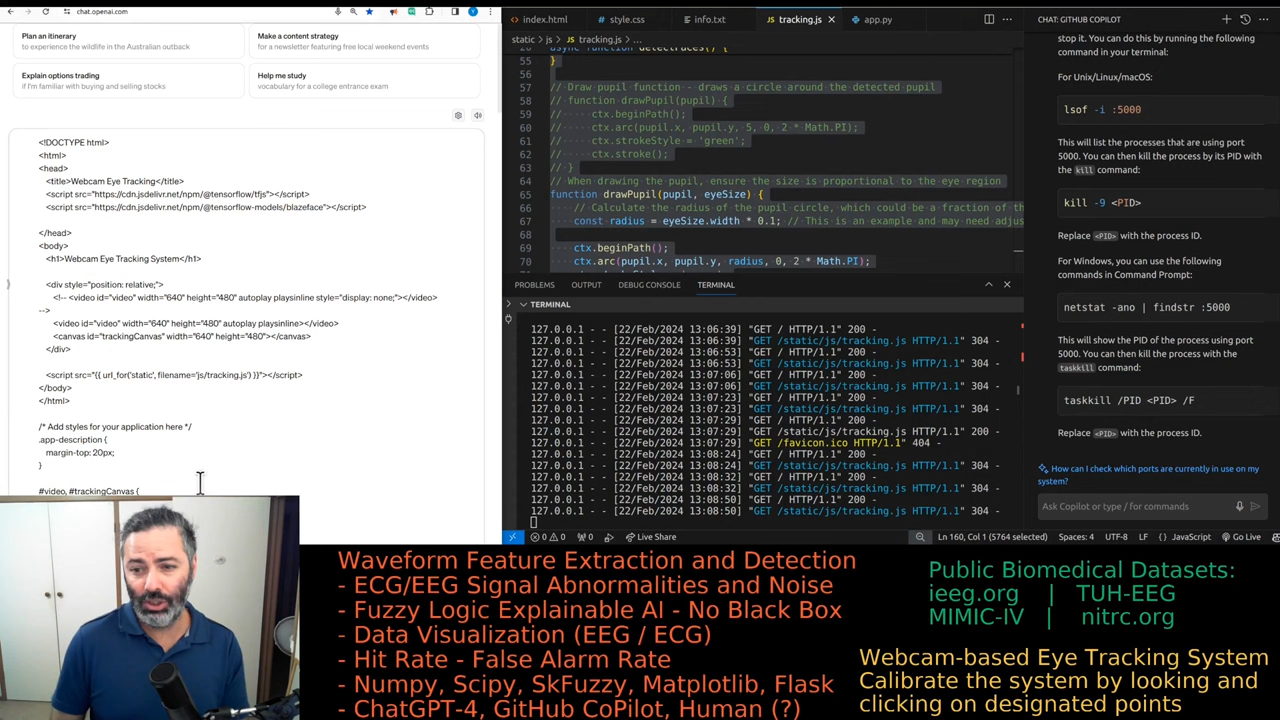 chat.openai.com
Plan an itinerary
to experience the wildlife in the Australian outback
Make a content strategy
for a newsletter featuring free local weekend events
Explain options trading
if I'm familiar with buying and selling stocks
Help me study
vocabulary for a college entrance exam
<!DOCTYPE html>
<html>
<head>
<title>Webcam Eye Tracking</title>
<script src="https://cdn.jsdelivr.net/npm/@tensorflow/tfjs"></script>
<script src="https://cdn.jsdelivr.net/npm/@tensorflow-models/blazeface"></script>
</head>
<body>
<h1>Webcam Eye Tracking System</h1>
<div style="position: relative;">
<!-- <video id="video" width="640" height="480" autoplay playsinline style="display: none;"></video>
-->
<video id="video" width="640" height="480" autoplay playsinline></video>
<canvas id="trackingCanvas" width="640" height="480"></canvas>
</div>
<script src="{{ url_for('static', filename='js/tracking.js') }}"></script>
</body>
</html>
/* Add styles for your application here */
.app-description {
margin-top: 20px;
}
#video, #trackingCanvas {
index.html
style.css
info.txt
tracking.js
app.py
static > js > tracking.js > ...
async function detectFaces() {
55 }
56
57 // Draw pupil function -- draws a circle around the detected pupil
58 // function drawPupil(pupil) {
59 // ctx.beginPath();
60 // ctx.arc(pupil.x, pupil.y, 5, 0, 2 * Math.PI);
61 // ctx.strokeStyle = 'green';
62 // ctx.stroke();
63 // }
64 // When drawing the pupil, ensure the size is proportional to the eye region
65 function drawPupil(pupil, eyeSize) {
66 // Calculate the radius of the pupil circle, which could be a fraction of th
67 const radius = eyeSize.width * 0.1; // This is an example and may need adjus
68
69 ctx.beginPath();
70 ctx.arc(pupil.x, pupil.y, radius, 0, 2 * Math.PI);
PROBLEMS OUTPUT DEBUG CONSOLE TERMINAL
TERMINAL
127.0.0.1 - - [22/Feb/2024 13:06:39] "GET / HTTP/1.1" 200 -
127.0.0.1 - - [22/Feb/2024 13:06:39] "GET /static/js/tracking.js HTTP/1.1" 304 -
127.0.0.1 - - [22/Feb/2024 13:06:53] "GET / HTTP/1.1" 200 -
127.0.0.1 - - [22/Feb/2024 13:06:53] "GET /static/js/tracking.js HTTP/1.1" 304 -
127.0.0.1 - - [22/Feb/2024 13:07:06] "GET / HTTP/1.1" 200 -
127.0.0.1 - - [22/Feb/2024 13:07:06] "GET /static/js/tracking.js HTTP/1.1" 304 -
127.0.0.1 - - [22/Feb/2024 13:07:23] "GET / HTTP/1.1" 200 -
127.0.0.1 - - [22/Feb/2024 13:07:23] "GET /static/js/tracking.js HTTP/1.1" 304 -
127.0.0.1 - - [22/Feb/2024 13:07:29] "GET / HTTP/1.1" 200 -
127.0.0.1 - - [22/Feb/2024 13:07:29] "GET /static/js/tracking.js HTTP/1.1" 200 -
127.0.0.1 - - [22/Feb/2024 13:07:29] "GET /favicon.ico HTTP/1.1" 404 -
127.0.0.1 - - [22/Feb/2024 13:08:24] "GET / HTTP/1.1" 200 -
127.0.0.1 - - [22/Feb/2024 13:08:24] "GET /static/js/tracking.js HTTP/1.1" 304 -
127.0.0.1 - - [22/Feb/2024 13:08:32] "GET / HTTP/1.1" 200 -
127.0.0.1 - - [22/Feb/2024 13:08:32] "GET /static/js/tracking.js HTTP/1.1" 304 -
127.0.0.1 - - [22/Feb/2024 13:08:50] "GET / HTTP/1.1" 200 -
127.0.0.1 - - [22/Feb/2024 13:08:50] "GET /static/js/tracking.js HTTP/1.1" 304 -
0 0 0 Live Share Ln 160, Col 1 (5764 selected) Spaces: 4 UTF-8 LF {} JavaScript Go Live
CHAT: GITHUB COPILOT
stop it. You can do this by running the following
command in your terminal:
For Unix/Linux/macOS:
lsof -i :5000
This will list the processes that are using port
5000. You can then kill the process by its PID with
the kill command:
kill -9 <PID>
Replace <PID> with the process ID.
For Windows, you can use the following
commands in Command Prompt:
netstat -ano | findstr :5000
This will show the PID of the process using port
5000. You can then kill the process with the
taskkill command:
taskkill /PID <PID> /F
Replace <PID> with the process ID.
How can I check which ports are currently in use on my
system?
Ask Copilot or type / for commands
Waveform Feature Extraction and Detection
- ECG/EEG Signal Abnormalities and Noise
- Fuzzy Logic Explainable AI - No Black Box
- Data Visualization (EEG / ECG)
- Hit Rate - False Alarm Rate
- Numpy, Scipy, SkFuzzy, Matplotlib, Flask
- ChatGPT-4, GitHub CoPilot, Human (?)
Public Biomedical Datasets:
ieeg.org | TUH-EEG
MIMIC-IV | nitrc.org
Webcam-based Eye Tracking System
Calibrate the system by looking and
clicking on designated points